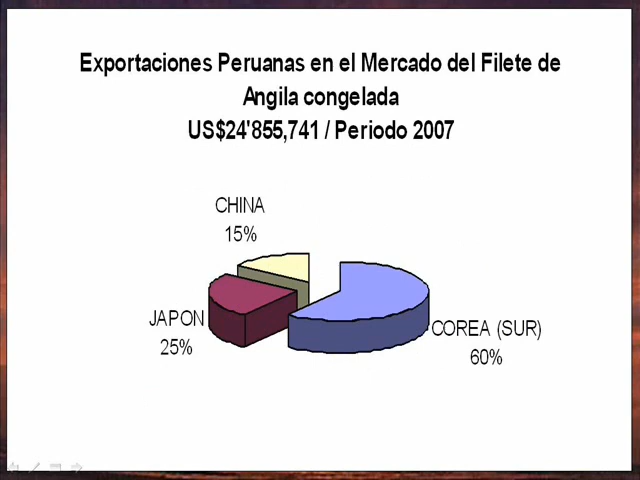 Exportaciones Peruanas en el Mercado del Filete de
Angila congelada
US$24'855,741 / Periodo 2007
CHINA
15%
JAPON
25%
COREA (SUR)
60%